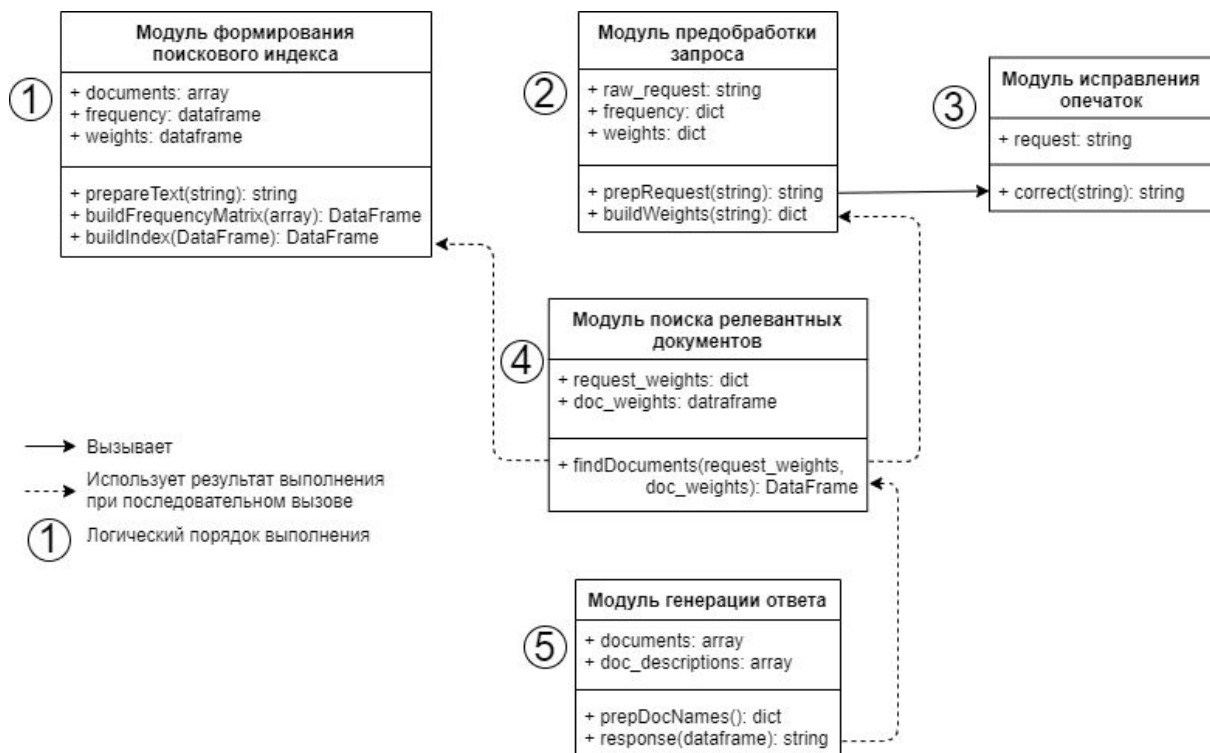 Модуль формирования
поискового индекса
1
+ documents: array
+ frequency: dataframe
+ weights: dataframe
+ prepareText(string): string
+ buildFrequencyMatrix(array): DataFrame
+ buildIndex(DataFrame): DataFrame
Модуль предобработки
запроса
2
+ raw_request: string
+ frequency: dict
+ weights: dict
+ prepRequest(string): string
+ buildWeights(string): dict
Модуль исправления
опечаток
3
+ request: string
+ correct(string): string
Модуль поиска релевантных
документов
4
+ request_weights: dict
+ doc_weights: datraframe
+ findDocuments(request_weights,
doc_weights): DataFrame
Вызывает
Использует результат выполнения
при последовательном вызове
1
Логический порядок выполнения
Модуль генерации ответа
5
+ documents: array
+ doc_descriptions: array
+ prepDocNames(): dict
+ response(dataframe): string